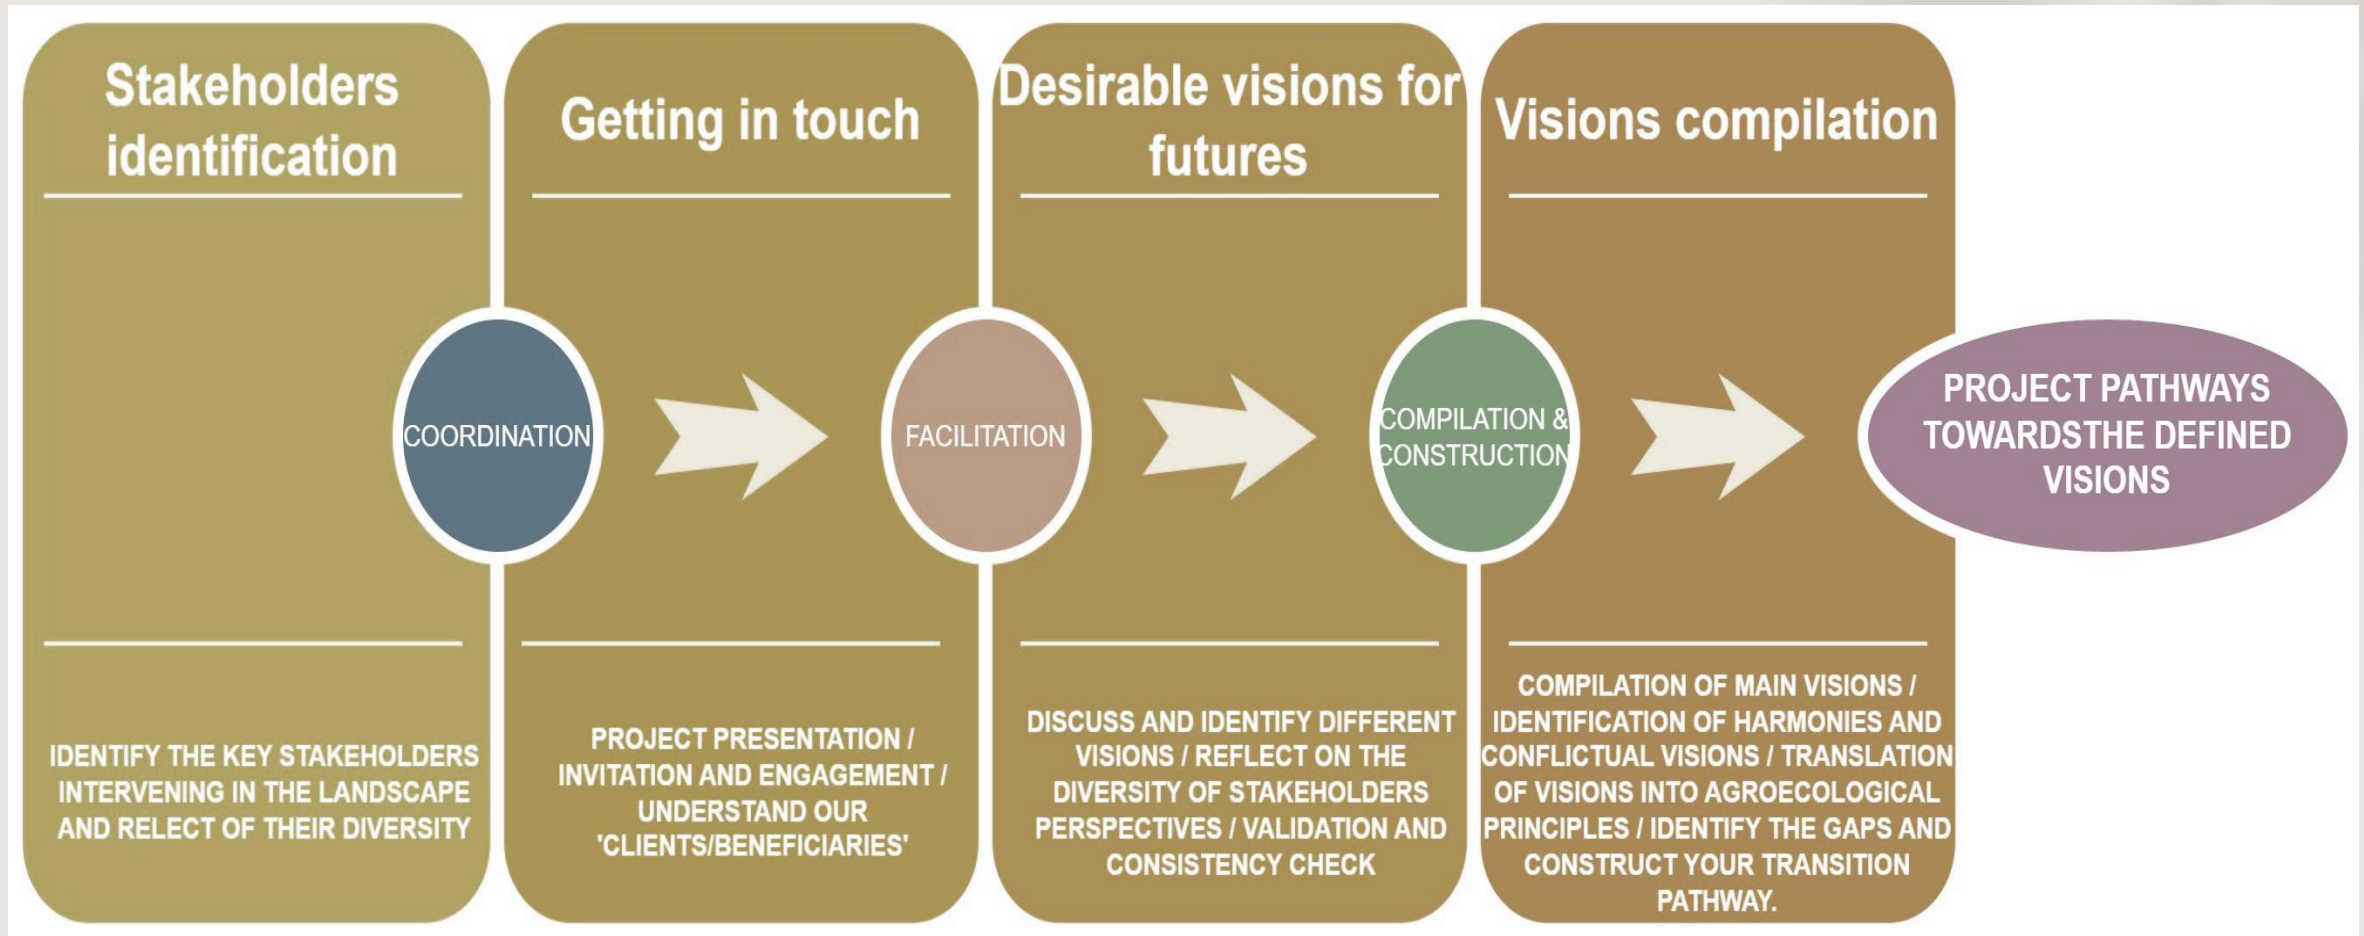 Stakeholders
identification
Getting in touch
Desirable visions for
futures
Visions compilation
COORDINATION
FACILITATION
COMPILATION &
CONSTRUCTION
PROJECT PATHWAYS
TOWARDSTHE DEFINED
VISIONS
IDENTIFY THE KEY STAKEHOLDERS
INTERVENING IN THE LANDSCAPE
AND RELECT OF THEIR DIVERSITY
PROJECT PRESENTATION /
INVITATION AND ENGAGEMENT /
UNDERSTAND OUR
'CLIENTS/BENEFICIARIES'
DISCUSS AND IDENTIFY DIFFERENT
VISIONS / REFLECT ON THE
DIVERSITY OF STAKEHOLDERS
PERSPECTIVES / VALIDATION AND
CONSISTENCY CHECK
COMPILATION OF MAIN VISIONS /
IDENTIFICATION OF HARMONIES AND
CONFLICTUAL VISIONS / TRANSLATION
OF VISIONS INTO AGROECOLOGICAL
PRINCIPLES / IDENTIFY THE GAPS AND
CONSTRUCT YOUR TRANSITION
PATHWAY.